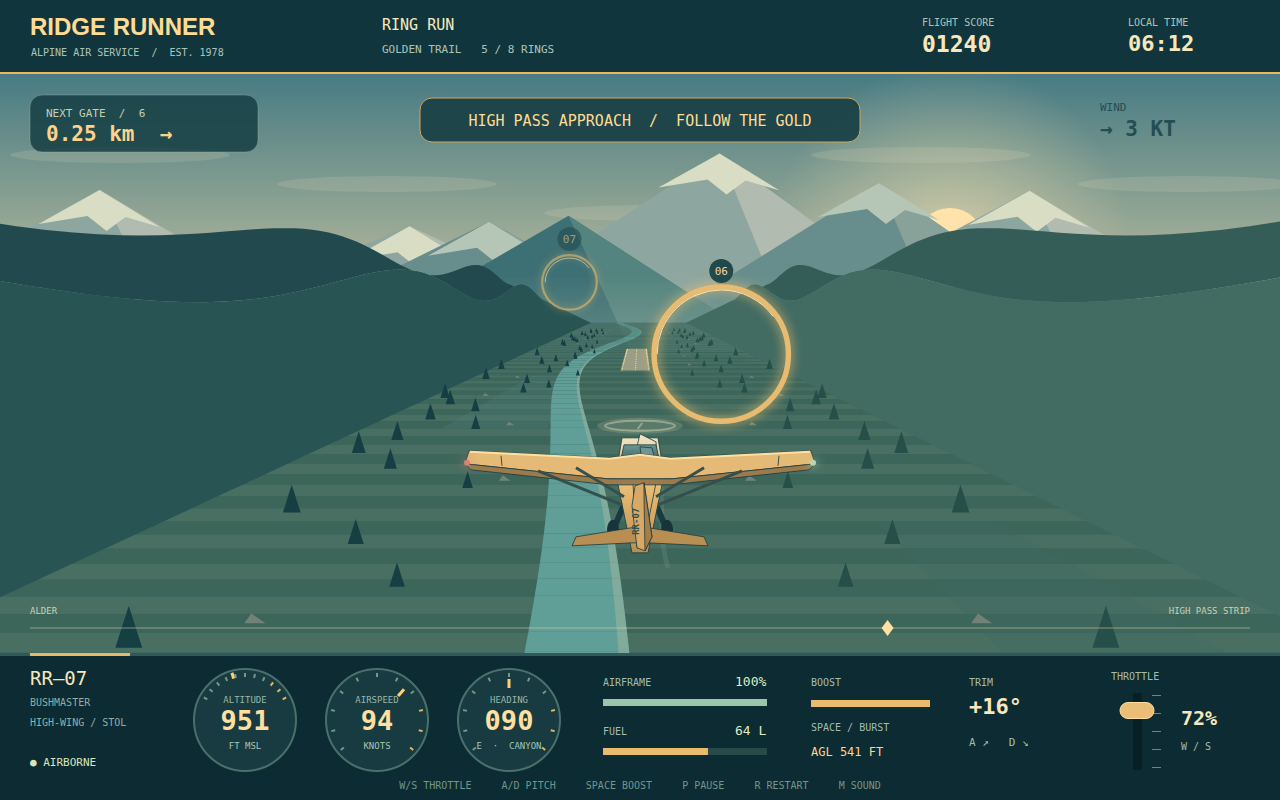 RIDGE RUNNER
ALPINE AIR SERVICE / EST. 1978
RING RUN
GOLDEN TRAIL 5 / 8 RINGS
FLIGHT SCORE
01240
LOCAL TIME
06:12
NEXT GATE / 6
0.25 km →
HIGH PASS APPROACH / FOLLOW THE GOLD
WIND
→ 3 KT
07
06
RR-07
ALDER
HIGH PASS STRIP
RR—07
BUSHMASTER
HIGH-WING / STOL
● AIRBORNE
ALTITUDE
951
FT MSL
AIRSPEED
94
KNOTS
HEADING
090
E · CANYON
AIRFRAME 100%
FUEL 64 L
BOOST
SPACE / BURST
AGL 541 FT
TRIM
+16°
A ↗ D ↘
THROTTLE
72%
W / S
W/S THROTTLE A/D PITCH SPACE BOOST P PAUSE R RESTART M SOUND